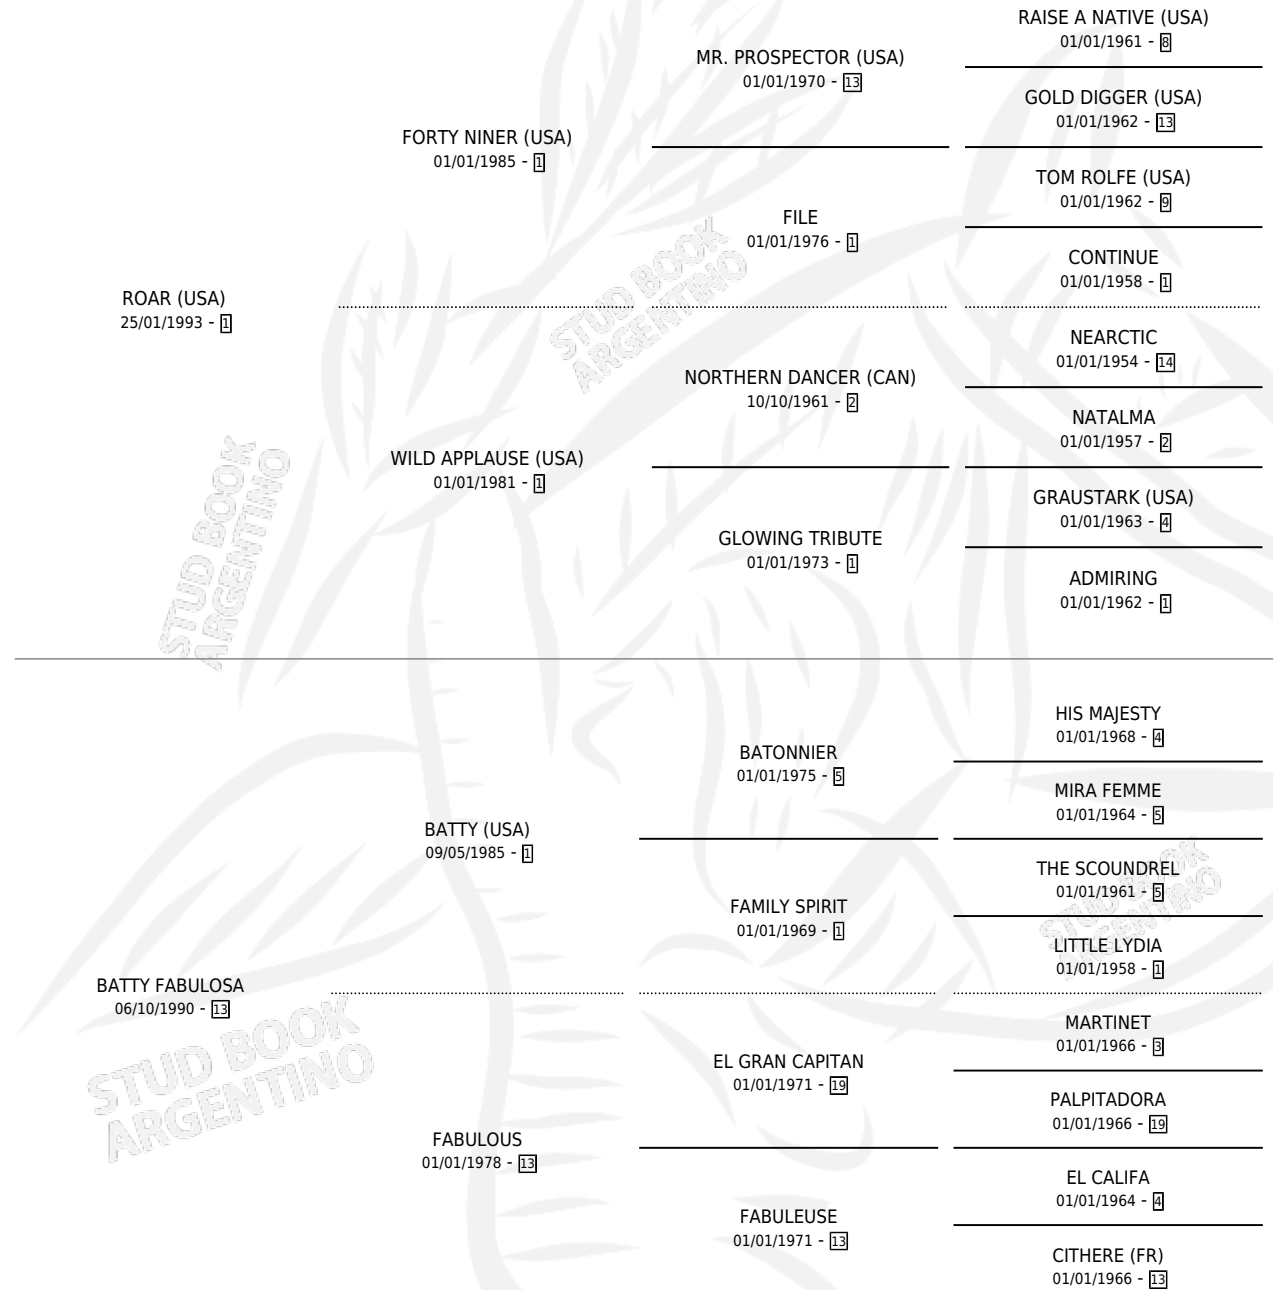 RAISE A NATIVE (USA)
01/01/1961 - 8
MR. PROSPECTOR (USA)
01/01/1970 - 13
GOLD DIGGER (USA)
01/01/1962 - 13
FORTY NINER (USA)
01/01/1985 - 1
TOM ROLFE (USA)
01/01/1962 - 9
FILE
01/01/1976 - 1
CONTINUE
01/01/1958 - 1
ROAR (USA)
25/01/1993 - 1
NEARCTIC
01/01/1954 - 14
NORTHERN DANCER (CAN)
10/10/1961 - 2
NATALMA
01/01/1957 - 2
WILD APPLAUSE (USA)
01/01/1981 - 1
GRAUSTARK (USA)
01/01/1963 - 4
GLOWING TRIBUTE
01/01/1973 - 1
ADMIRING
01/01/1962 - 1
STUD BOOK
ARGENTINO
STUD BOOK
ARGENTINO
HIS MAJESTY
01/01/1968 - 4
BATONNIER
01/01/1975 - 5
MIRA FEMME
01/01/1964 - 5
BATTY (USA)
09/05/1985 - 1
THE SCOUNDREL
01/01/1961 - 5
FAMILY SPIRIT
01/01/1969 - 1
LITTLE LYDIA
01/01/1958 - 1
STUD BOOK
ARGENTINO
BATTY FABULOSA
06/10/1990 - 13
MARTINET
01/01/1966 - 3
EL GRAN CAPITAN
01/01/1971 - 19
PALPITADORA
01/01/1966 - 19
FABULOUS
01/01/1978 - 13
EL CALIFA
01/01/1964 - 4
FABULEUSE
01/01/1971 - 13
CITHERE (FR)
01/01/1966 - 13
STUD BOOK
ARGENTINO